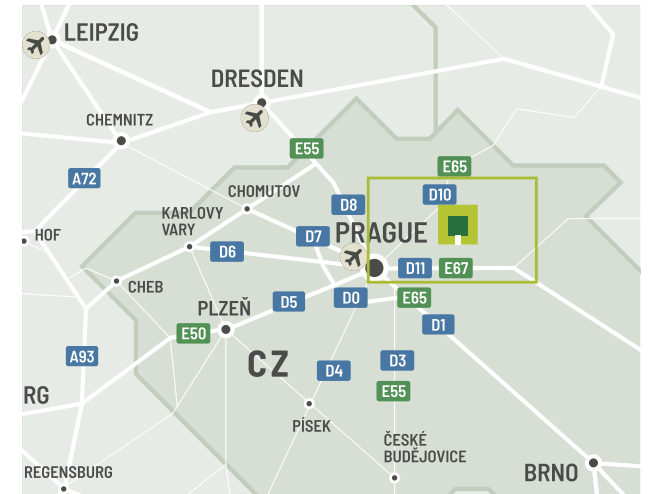 LEIPZIG
DRESDEN
CHEMNITZ
E55
E65
A72
D10
CHOMUTOV
D8
KARLOVY
VARY
PRAGUE
D7
HOF
D6
D11
E67
CHEB
D5
D0
E65
PLZEŇ
D1
E50
A93
CZ
D3
D4
E55
RG
PÍSEK
ČESKÉ
BUDĚJOVICE
REGENSBURG
BRNO